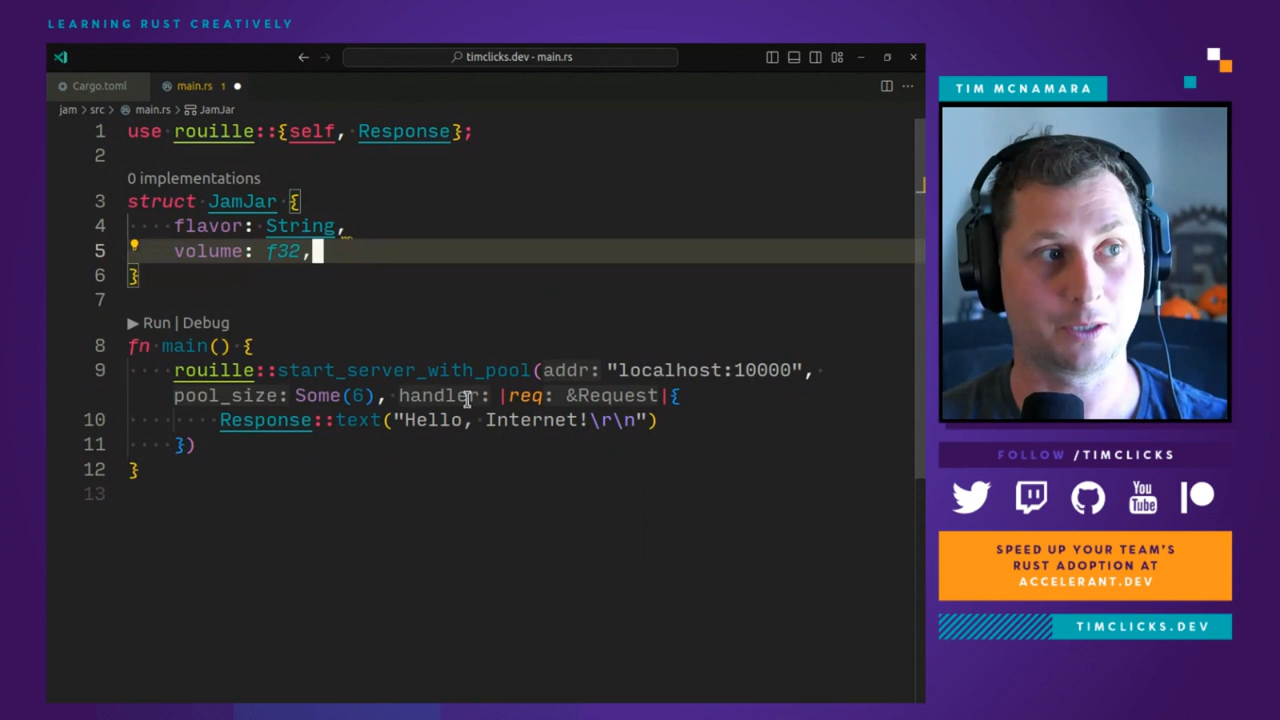 LEARNING RUST CREATIVELY
timclicks.dev - main.rs
Cargo.toml
main.rs 1
jam > src > main.rs > JamJar
1 use rouille::{self, Response};
2
0 implementations
3 struct JamJar {
4 flavor: String,
5 volume: f32,
6 }
7
▶ Run | Debug
8 fn main() {
9 rouille::start_server_with_pool(addr: "localhost:10000",
pool_size: Some(6), handler: |req: &Request|{
10 Response::text("Hello, Internet!\r\n")
11 })
12 }
13
TIM MCNAMARA
FOLLOW /TIMCLICKS
You
Tube
SPEED UP YOUR TEAM'S
RUST ADOPTION AT
ACCELERANT.DEV
TIMCLICKS.DEV